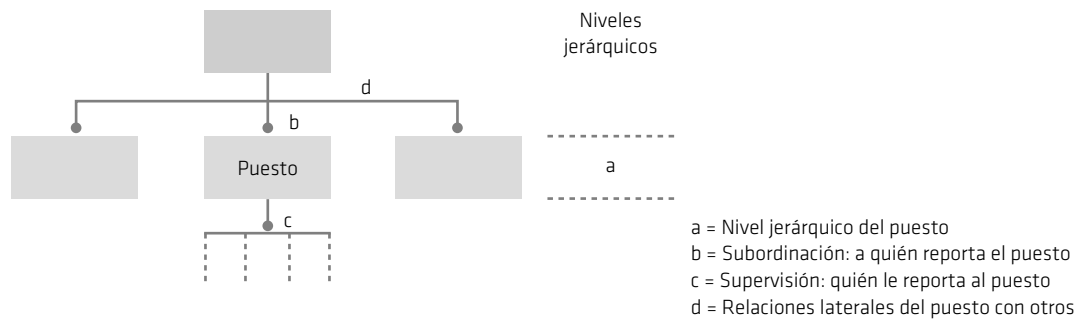 Niveles
jerárquicos
d
b
Puesto
a
c
a = Nivel jerárquico del puesto
b = Subordinación: a quién reporta el puesto
c = Supervisión: quién le reporta al puesto
d = Relaciones laterales del puesto con otros